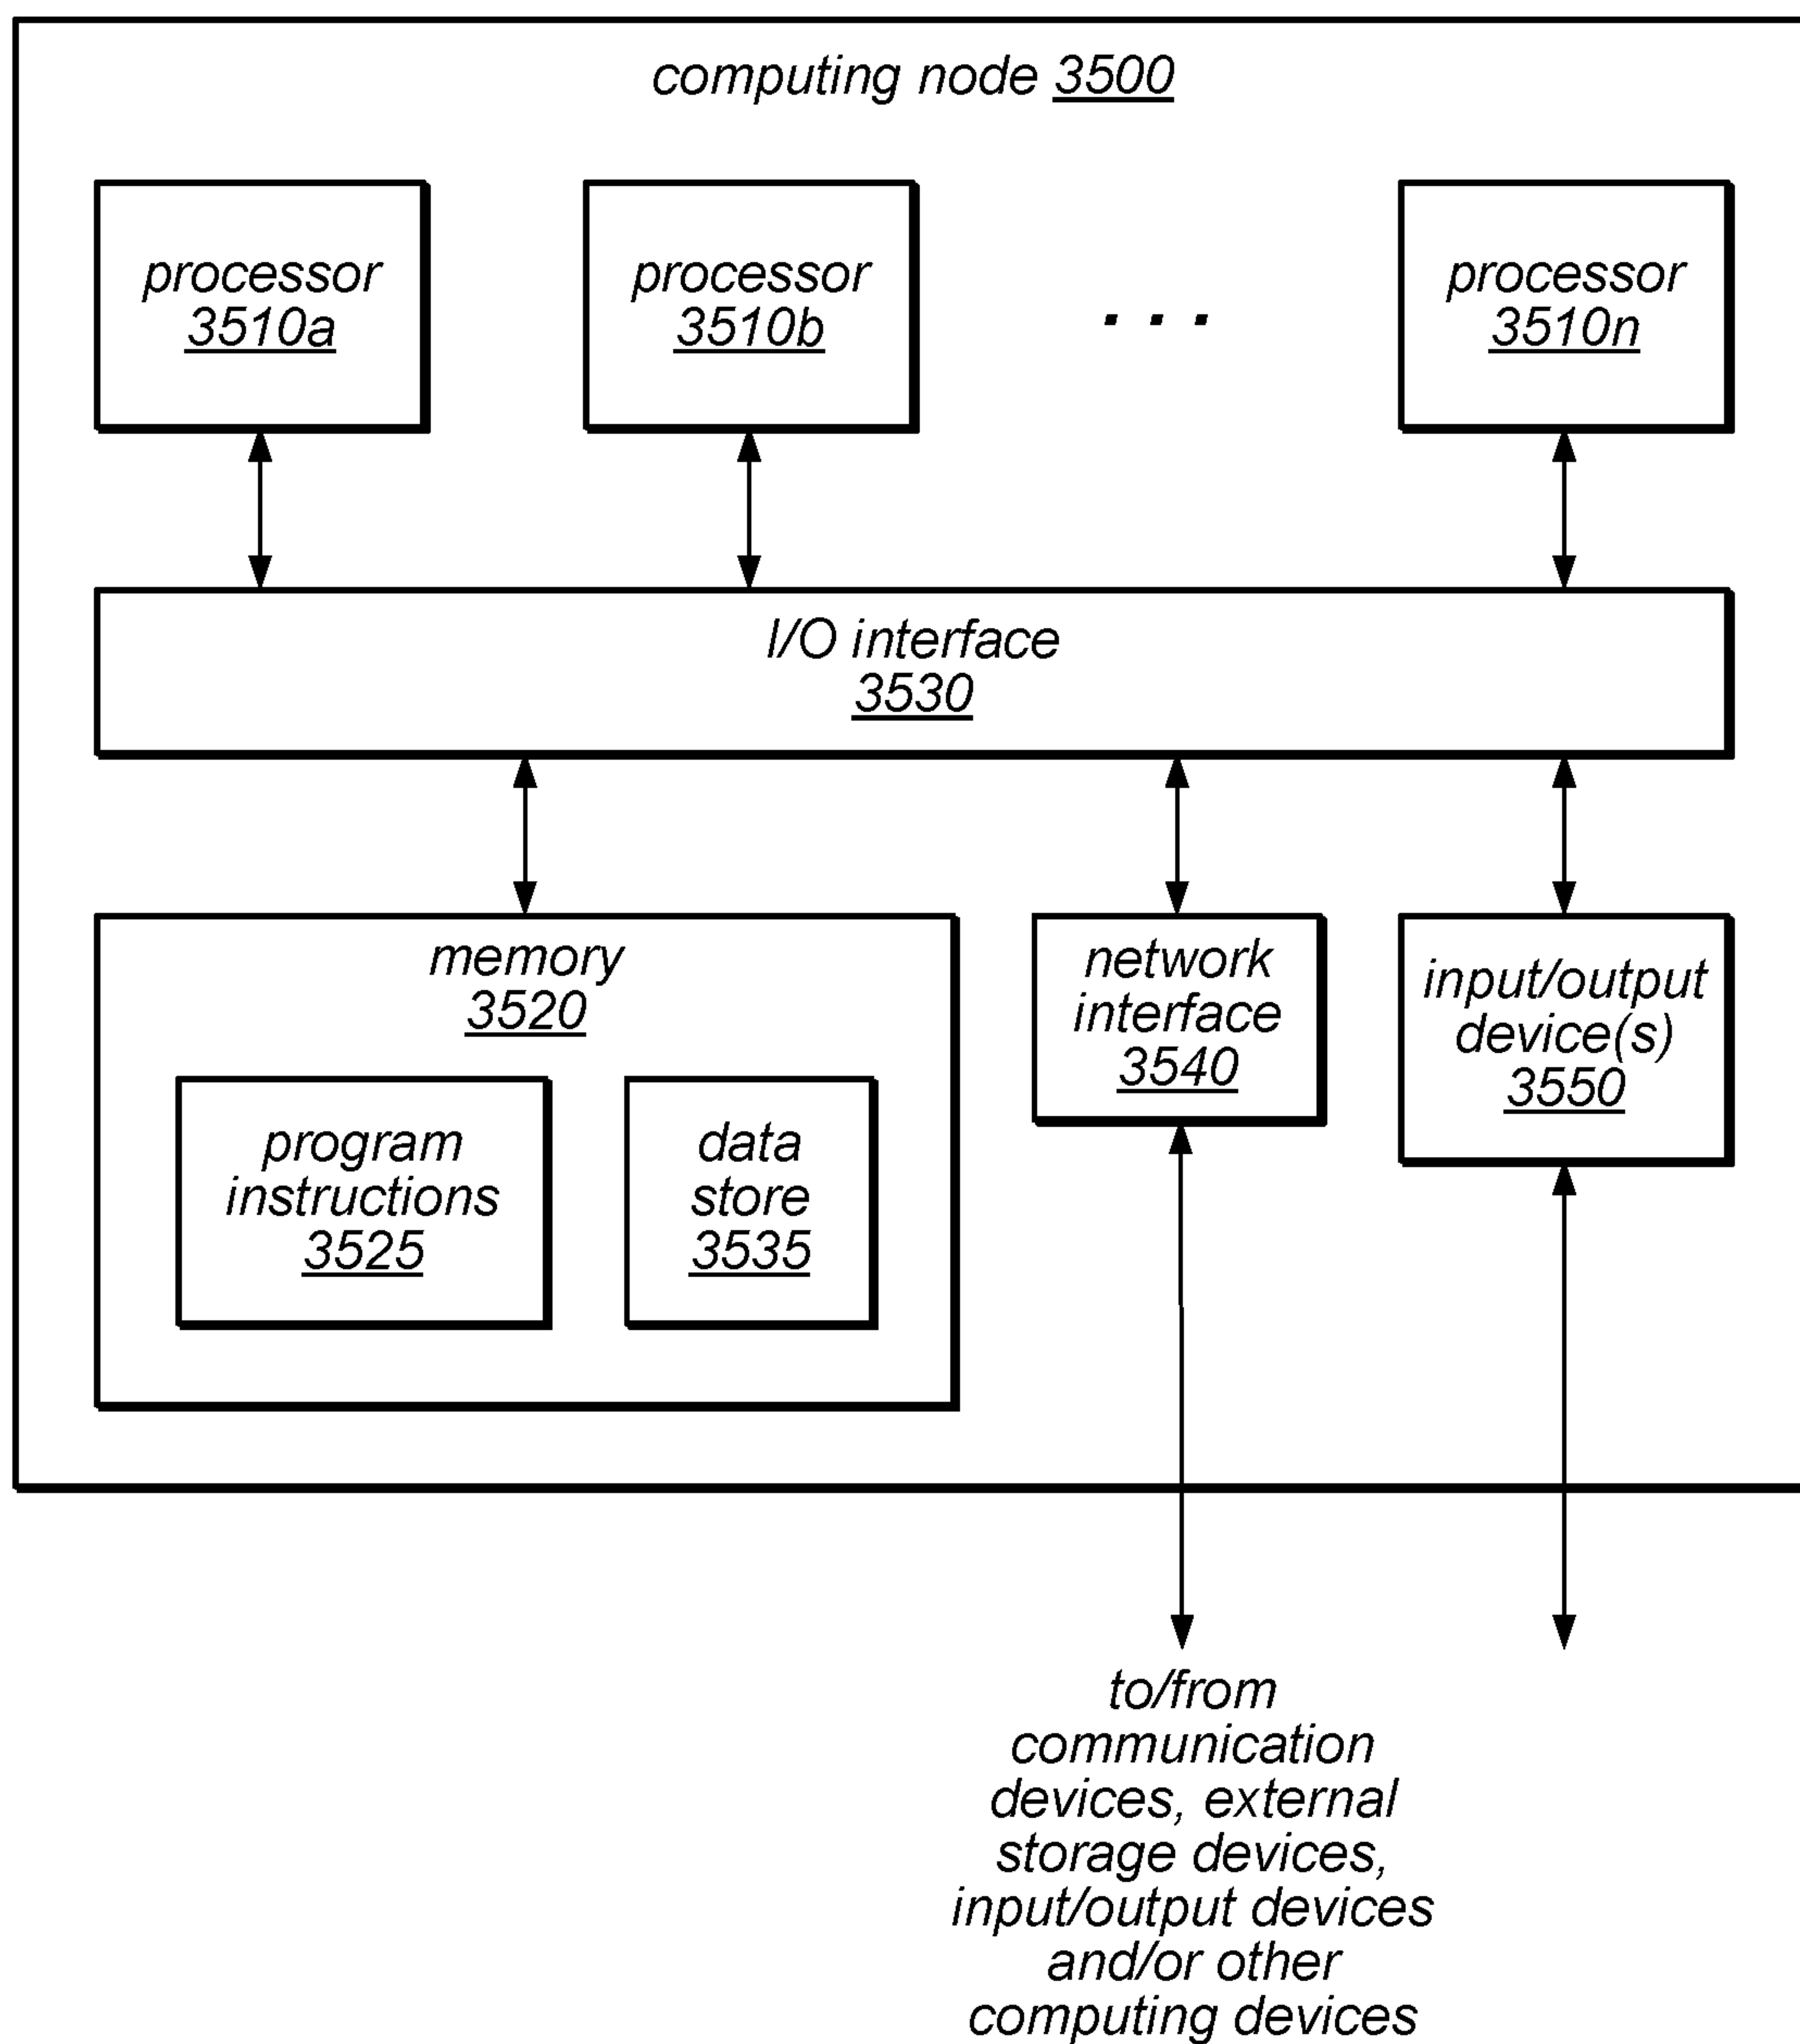 computing node 3500
processor
3510a
processor
3510b
. . .
processor
3510n
I/O interface
3530
memory
3520
program
instructions
3525
data
store
3535
network
interface
3540
input/output
device(s)
3550
to/from
communication
devices, external
storage devices,
input/output devices
and/or other
computing devices